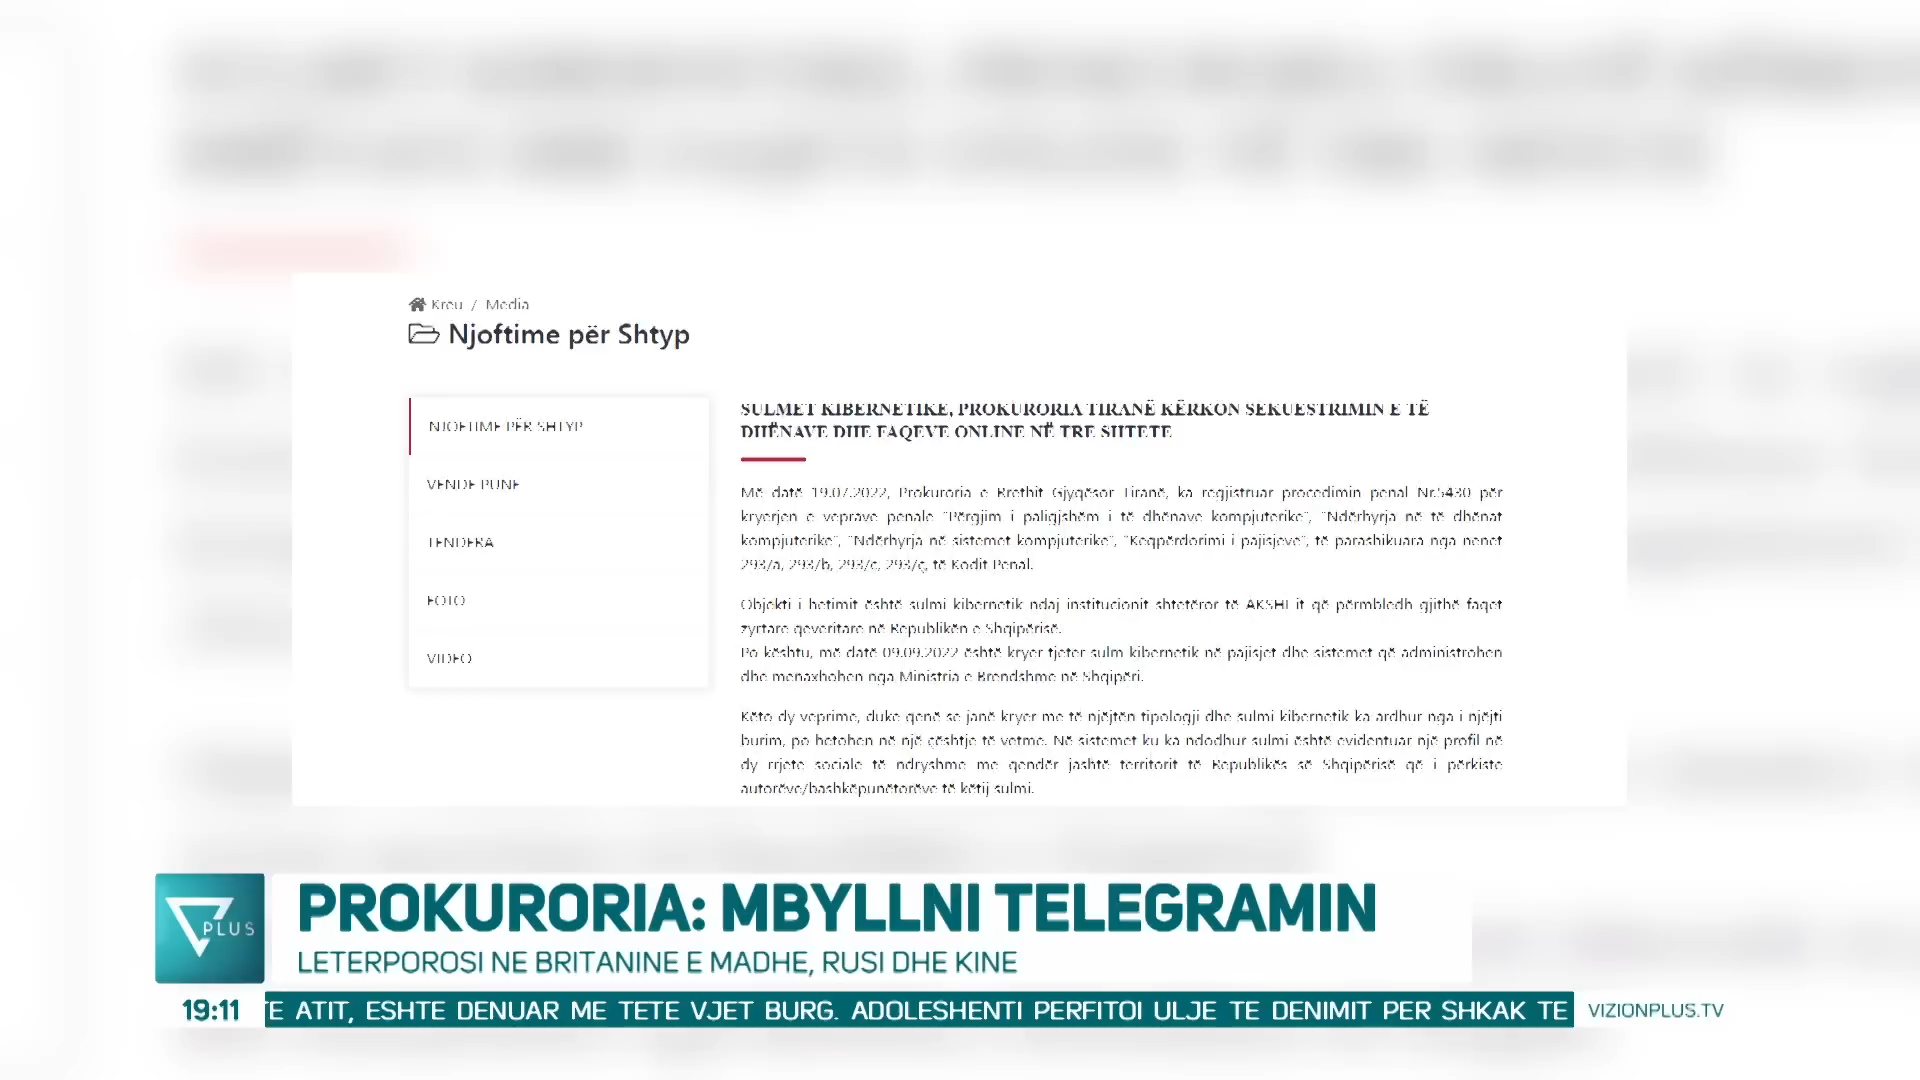 Kreu / Media
Njoftime për Shtyp
NJOFTIME PËR SHTYP
VENDE PUNE
TENDERA
FOTO
VIDEO
SULMET KIBERNETIKE, PROKURORIA TIRANË KËRKON SEKUESTRIMIN E TË
DHËNAVE DHE FAQEVE ONLINE NË TRE SHTETE
Më datë 19.07.2022, Prokuroria e Rrethit Gjyqësor Tiranë, ka regjistruar procedimin penal Nr.5430 për
kryerjen e veprave penale "Përgjim i paligjshëm i të dhënave kompjuterike", "Ndërhyrja në të dhënat
kompjuterike", "Ndërhyrja në sistemet kompjuterike", "Keqpërdorimi i pajisjeve", të parashikuara nga nenet
293/a, 293/b, 293/c, 293/ç, të Kodit Penal.
Objekti i hetimit është sulmi kibernetik ndaj institucionit shtetëror të AKSHI it që përmbledh gjithë faqet
zyrtare qeveritare në Republikën e Shqipërisë.
Po kështu, më datë 09.09.2022 është kryer tjeter sulm kibernetik në pajisjet dhe sistemet që administrohen
dhe menaxhohen nga Ministria e Brendshme në Shqipëri.
Këto dy veprime, duke qenë se janë kryer me të njëjtën tipologji dhe sulmi kibernetik ka ardhur nga i njëjti
burim, po hetohen në një çështje të vetme. Në sistemet ku ka ndodhur sulmi është evidentuar një profil në
dy rrjete sociale të ndryshme me qendër jashtë territorit të Republikës së Shqipërisë që i përkiste
autorëve/bashkëpunëtorëve të këtij sulmi.
PLUS
PROKURORIA: MBYLLNI TELEGRAMIN
LETERPOROSI NE BRITANINE E MADHE, RUSI DHE KINE
19:11
TE ATIT, ESHTE DENUAR ME TETE VJET BURG. ADOLESHENTI PERFITOI ULJE TE DENIMIT PER SHKAK TE
VIZIONPLUS.TV